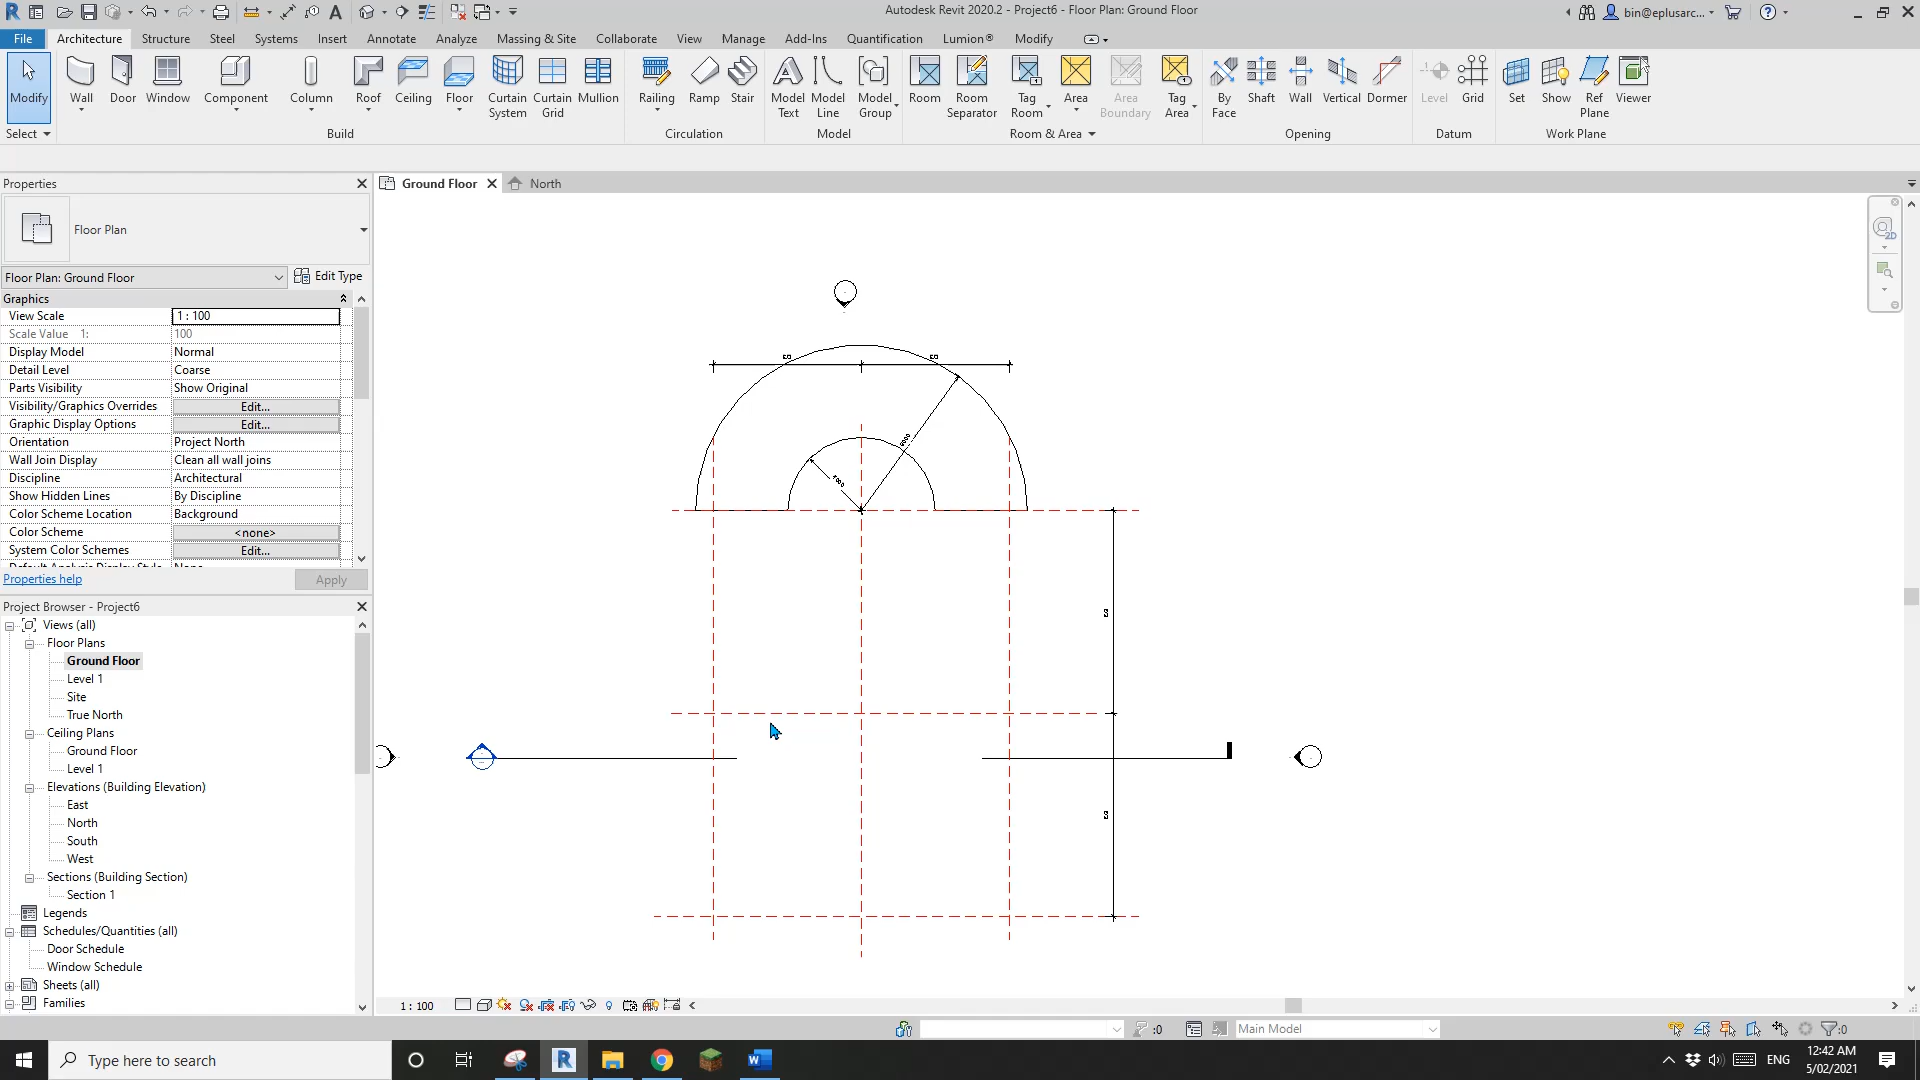 Autodesk Revit 2020.2 - Project6 - Floor Plan: Ground Floor
bin@eplusarc...
File Architecture Structure Steel Systems Insert Annotate Analyze Massing & Site Collaborate View Manage Add-Ins Quantification Lumion® Modify
Modify Wall Door Window Component Column Roof Ceiling Floor Curtain System Curtain Grid Mullion Railing Ramp Stair Model Text Model Line Model Group Room Room Separator Tag Room Area Area Boundary Tag Area By Face Shaft Wall Vertical Dormer Level Grid Set Show Ref Plane Viewer
Select Build Circulation Model Room & Area Opening Datum Work Plane
Properties
Ground Floor
North
Floor Plan
Floor Plan: Ground Floor
Edit Type
Graphics
View Scale 1 : 100
Scale Value 1: 100
Display Model Normal
Detail Level Coarse
Parts Visibility Show Original
Visibility/Graphics Overrides Edit...
Graphic Display Options Edit...
Orientation Project North
Wall Join Display Clean all wall joins
Discipline Architectural
Show Hidden Lines By Discipline
Color Scheme Location Background
Color Scheme <none>
System Color Schemes Edit...
Default Analysis Display Style None
Properties help
Apply
Project Browser - Project6
Views (all)
Floor Plans
Ground Floor
Level 1
Site
True North
Ceiling Plans
Ground Floor
Level 1
Elevations (Building Elevation)
East
North
South
West
Sections (Building Section)
Section 1
Legends
Schedules/Quantities (all)
Door Schedule
Window Schedule
Sheets (all)
Families
EQ EQ
EQ
EQ
2D
1 : 100
:0
Main Model
:0
Type here to search
ENG
12:42 AM
5/02/2021